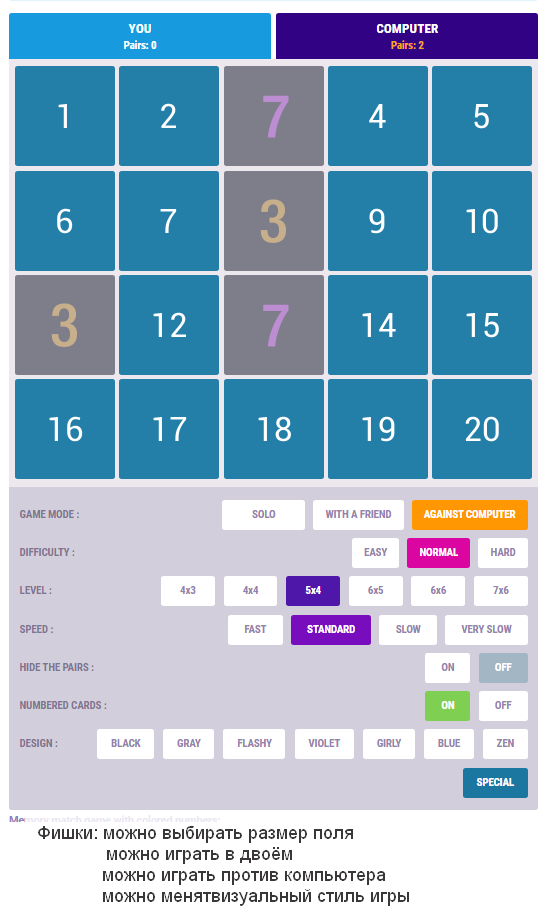 YOU COMPUTER
Pairs: 0 Pairs: 2
1 2 7 4 5
6 7 3 9 10
3 12 7 14 15
16 17 18 19 20
GAME MODE : SOLO WITH A FRIEND AGAINST COMPUTER
DIFFICULTY : EASY NORMAL HARD
LEVEL : 4x3 4x4 5x4 6x5 6x6 7x6
SPEED : FAST STANDARD SLOW VERY SLOW
HIDE THE PAIRS : ON OFF
NUMBERED CARDS : ON OFF
DESIGN : BLACK GRAY FLASHY VIOLET GIRLY BLUE ZEN
SPECIAL
Memory match game with colored numbers:
Фишки: можно выбирать размер поля
можно играть в двоём
можно играть против компьютера
можно менятвизуальный стиль игры